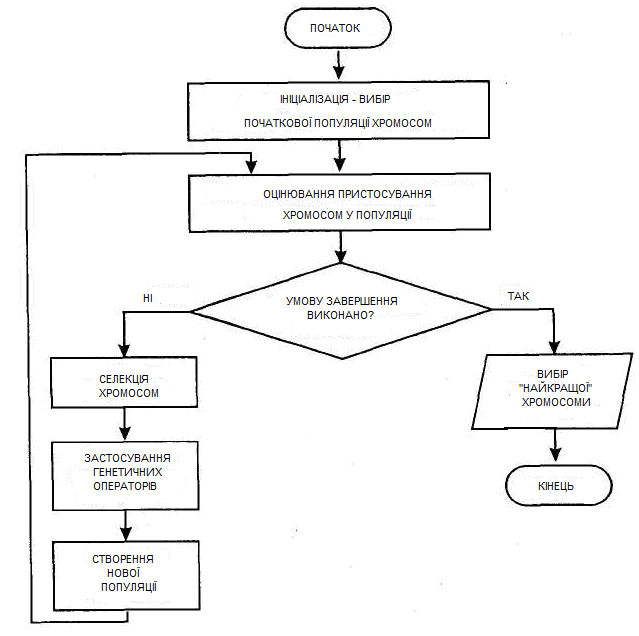 ПОЧАТОК
ІНІЦІАЛІЗАЦІЯ - ВИБІР
ПОЧАТКОВОЇ ПОПУЛЯЦІЇ ХРОМОСОМ
ОЦІНЮВАННЯ ПРИСТОСУВАННЯ
ХРОМОСОМ У ПОПУЛЯЦІЇ
УМОВУ ЗАВЕРШЕННЯ
ВИКОНАНО?
НІ
ТАК
СЕЛЕКЦІЯ
ХРОМОСОМ
ЗАСТОСУВАННЯ
ГЕНЕТИЧНИХ
ОПЕРАТОРІВ
СТВОРЕННЯ
НОВОЇ
ПОПУЛЯЦІЇ
ВИБІР
"НАЙКРАЩОЇ"
ХРОМОСОМИ
КІНЕЦЬ